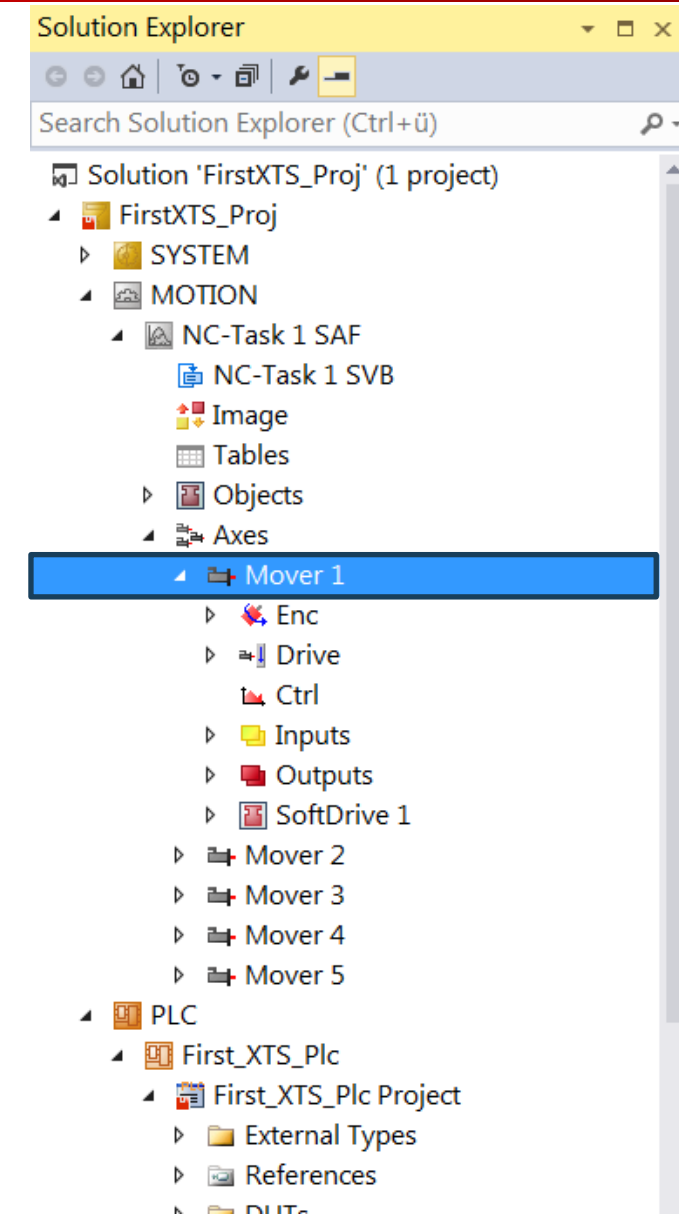 Solution Explorer
Search Solution Explorer (Ctrl+ü)
Solution 'FirstXTS_Proj' (1 project)
FirstXTS_Proj
SYSTEM
MOTION
NC-Task 1 SAF
NC-Task 1 SVB
Image
Tables
Objects
Axes
Mover 1
Enc
Drive
Ctrl
Inputs
Outputs
SoftDrive 1
Mover 2
Mover 3
Mover 4
Mover 5
PLC
First_XTS_Plc
First_XTS_Plc Project
External Types
References
DUTs